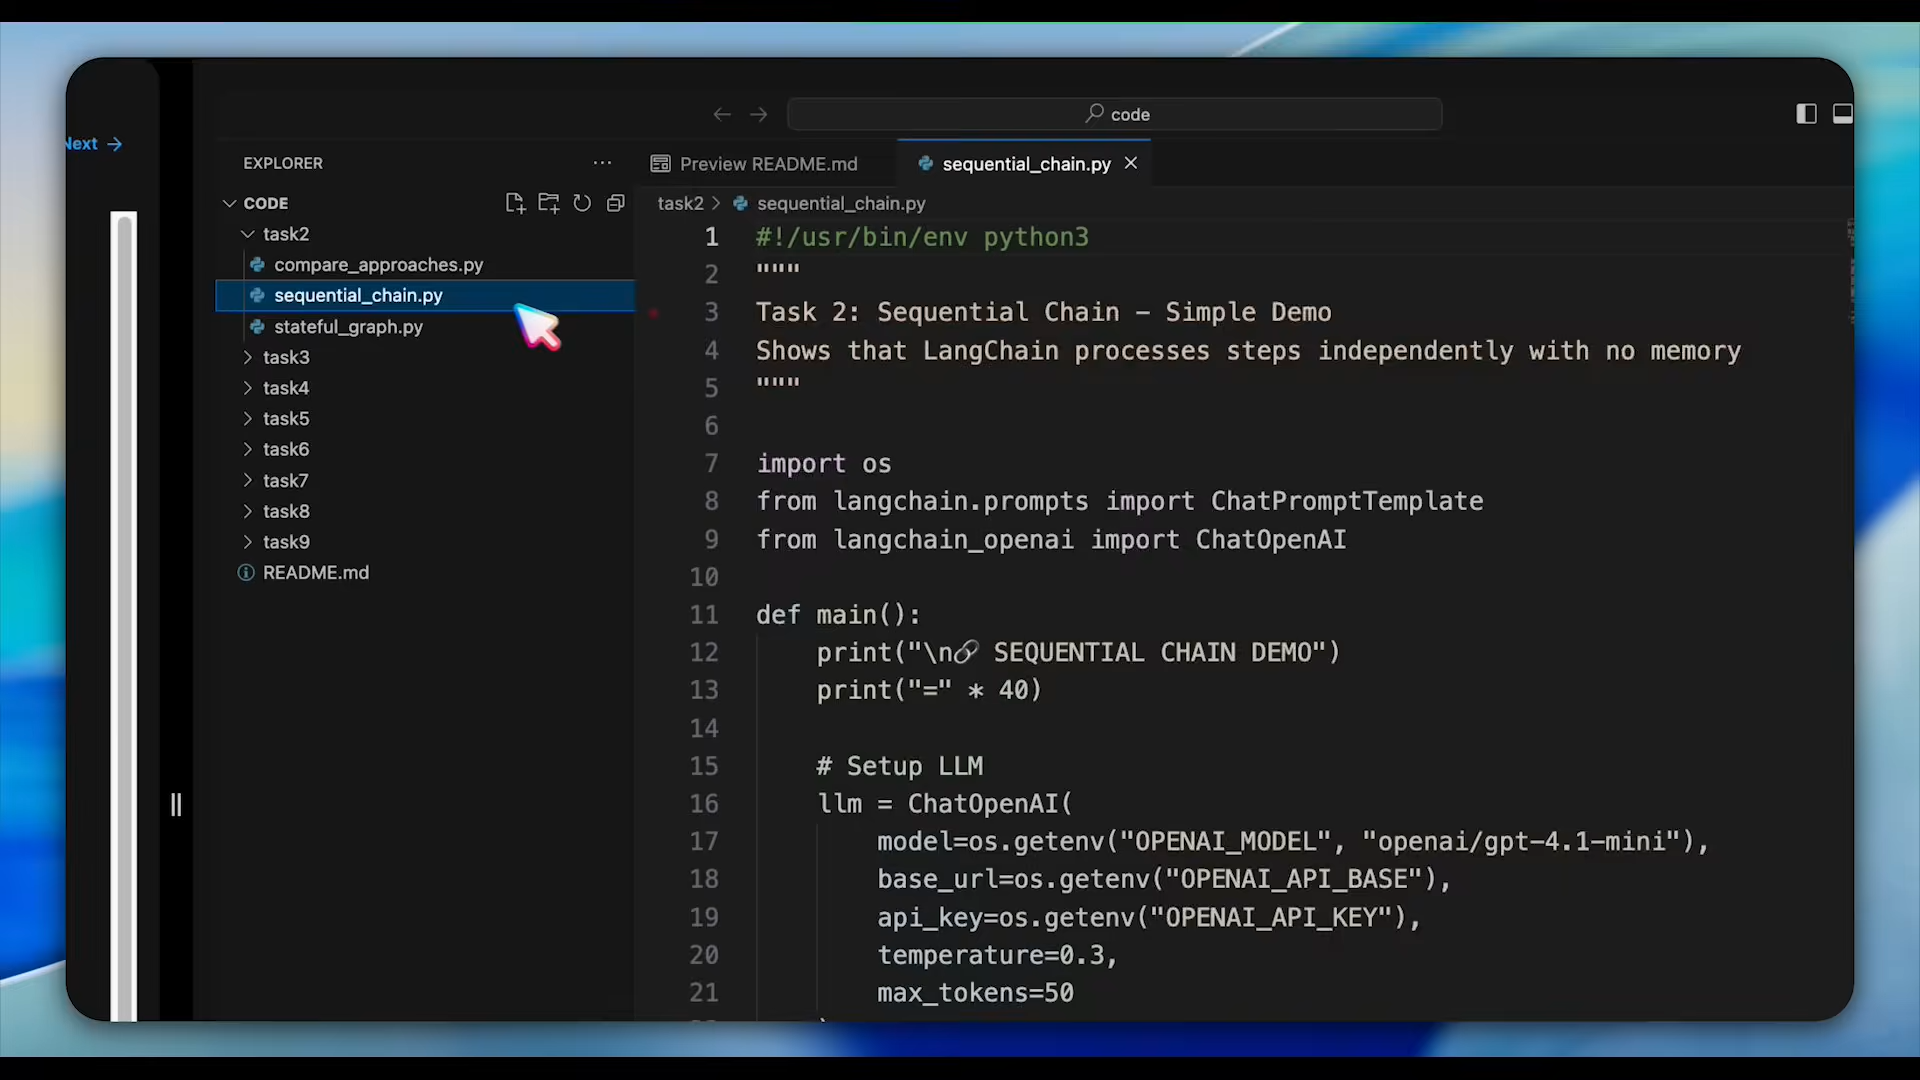 code
Next →
EXPLORER
Preview README.md
sequential_chain.py
CODE
task2 > sequential_chain.py
task2
compare_approaches.py
sequential_chain.py
stateful_graph.py
task3
task4
task5
task6
task7
task8
task9
README.md
1 #!/usr/bin/env python3
2 """
3 Task 2: Sequential Chain – Simple Demo
4 Shows that LangChain processes steps independently with no memory
5 """
6
7 import os
8 from langchain.prompts import ChatPromptTemplate
9 from langchain_openai import ChatOpenAI
10
11 def main():
12 print("\n🔗 SEQUENTIAL CHAIN DEMO")
13 print("=" * 40)
14
15 # Setup LLM
16 llm = ChatOpenAI(
17 model=os.getenv("OPENAI_MODEL", "openai/gpt-4.1-mini"),
18 base_url=os.getenv("OPENAI_API_BASE"),
19 api_key=os.getenv("OPENAI_API_KEY"),
20 temperature=0.3,
21 max_tokens=50